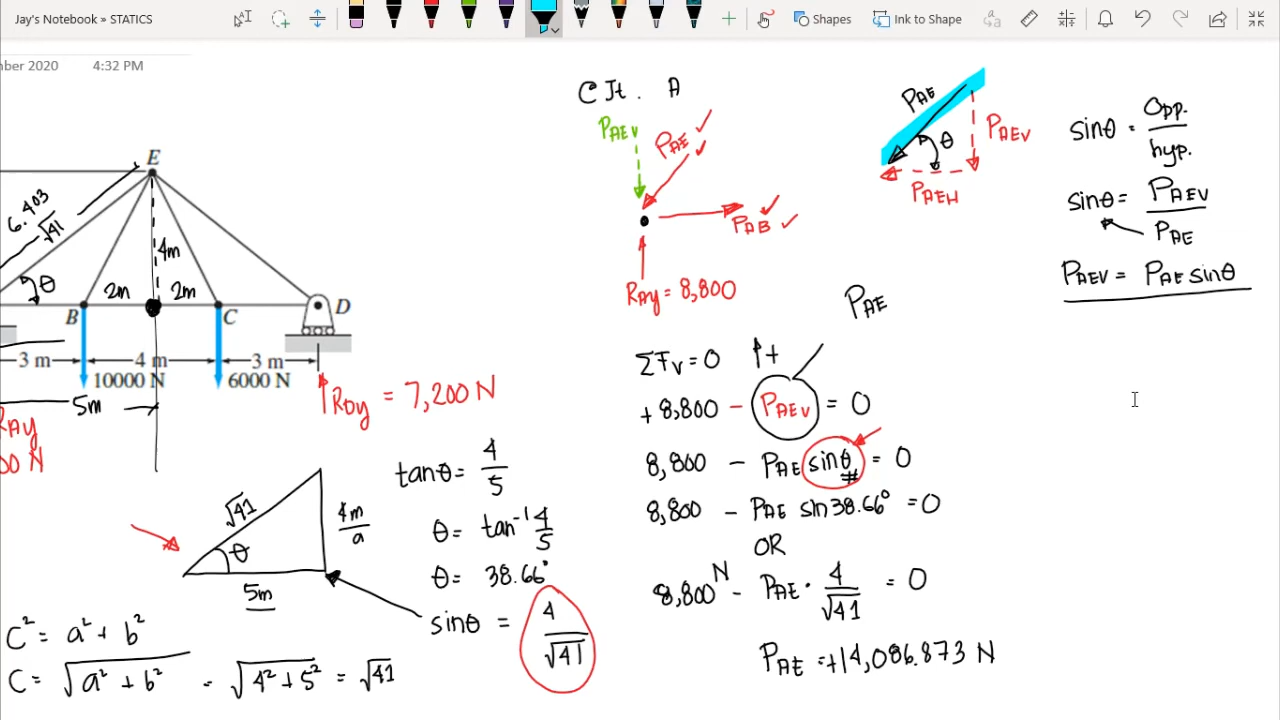 Jay's Notebook » STATICS
Shapes
Ink to Shape
ber 2020 4:32 PM
E
6.403
√41
4m
θ
2m 2m
B C D
3 m 4 m 3 m
10000 N 6000 N
5m
RAy
00 N
RDy = 7,200 N
√41
θ
4m
a
5m
C² = a² + b²
C = √a² + b² = √4² + 5² = √41
tanθ = 4/5
θ = tan⁻¹ 4/5
θ = 38.66°
sinθ = 4/√41
Jt. A
PAEV
PAE
PAB
RAy = 8,800
PAE
ΣFV = 0 ↑+
+8,800 - PAEV = 0
8,800 - PAE sinθ = 0
8,800 - PAE sin38.66° = 0
OR
8,800 N - PAE · 4/√41 = 0
PAE = +14,086.873 N
PAE
θ
PAEV
PAEH
sinθ = Opp./hyp.
sinθ = PAEV/PAE
PAEV = PAE sinθ